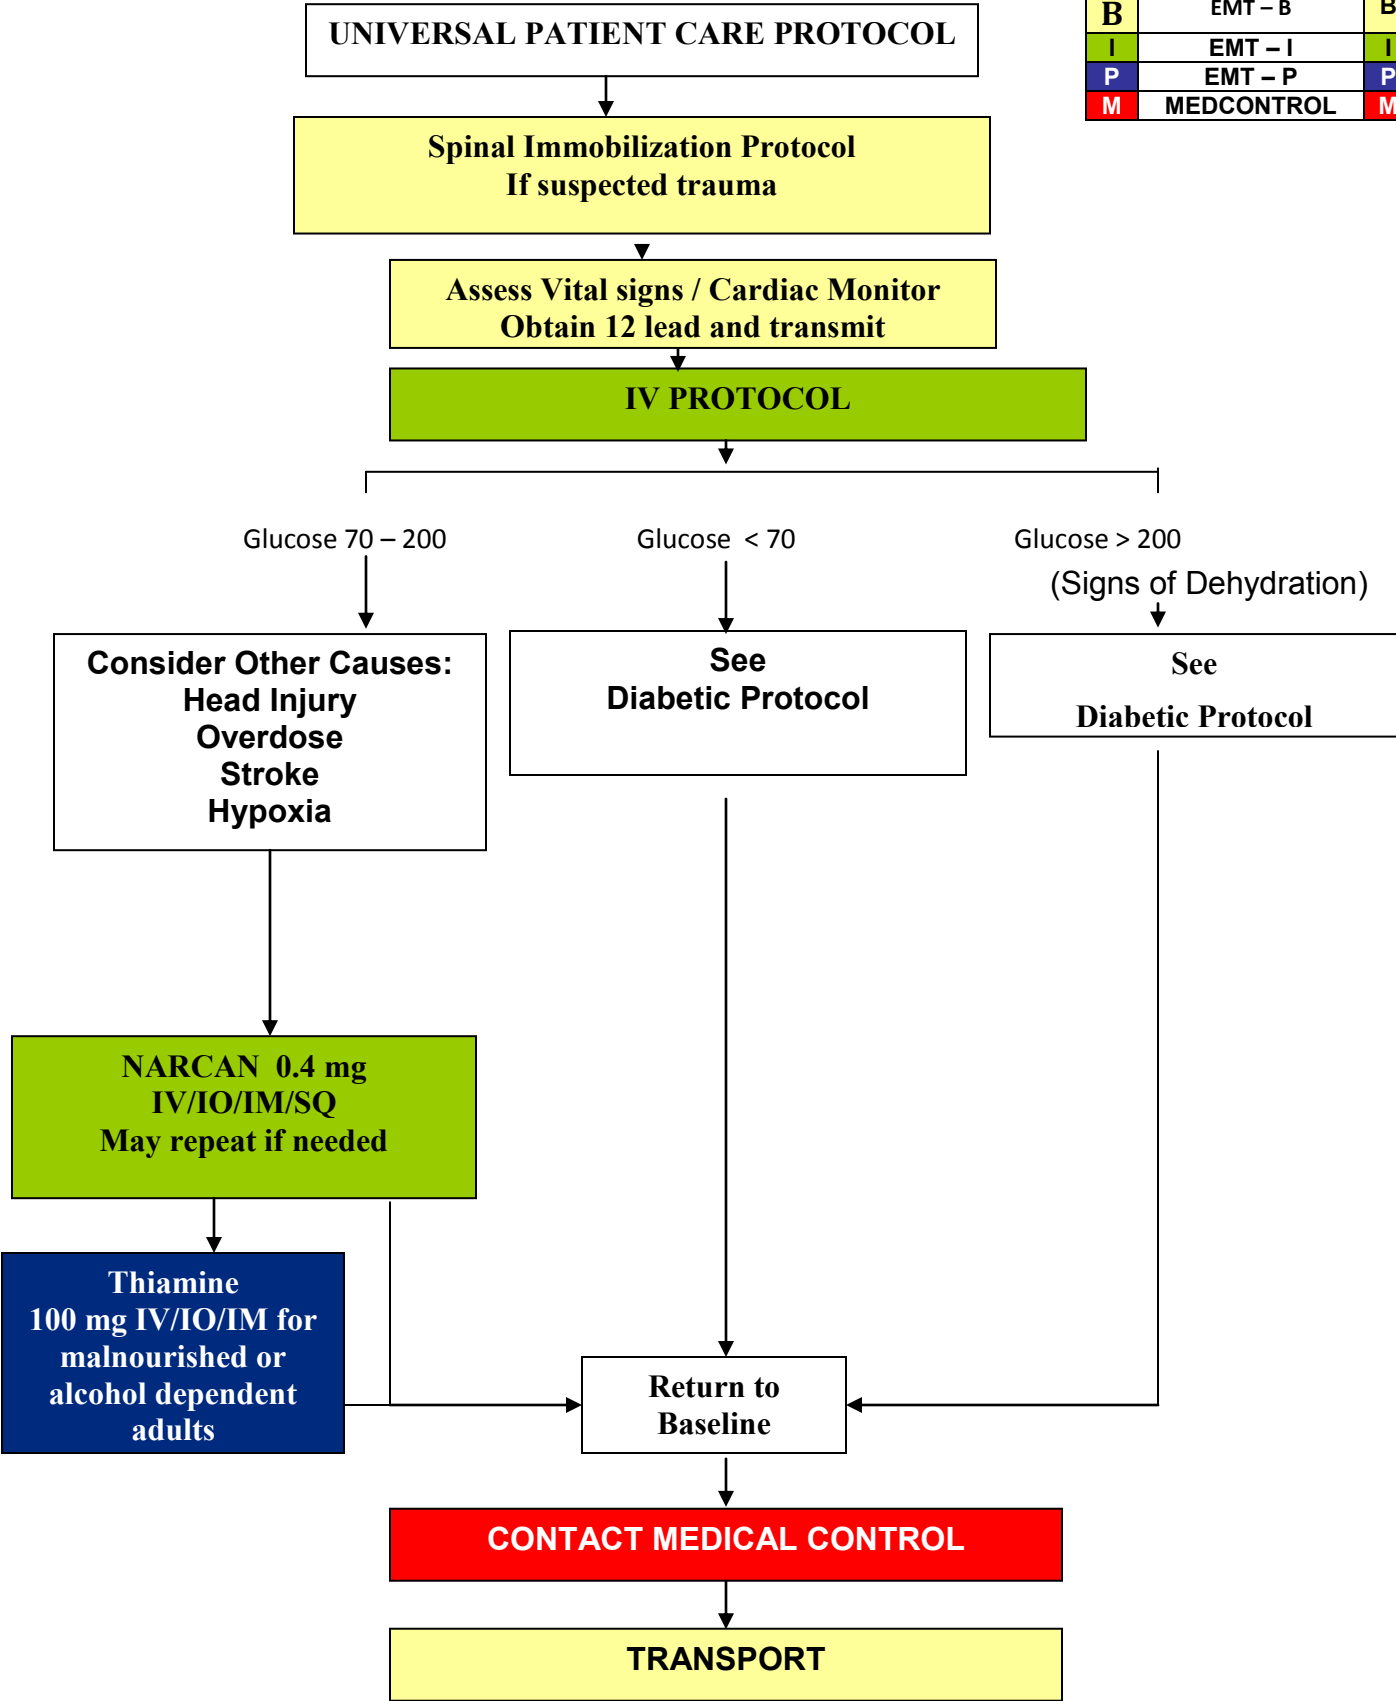 UNIVERSAL PATIENT CARE PROTOCOL
B EMT – B B
I EMT – I I
P EMT – P P
M MEDCONTROL M
Spinal Immobilization Protocol
If suspected trauma
Assess Vital signs / Cardiac Monitor
Obtain 12 lead and transmit
IV PROTOCOL
Glucose 70 – 200
Glucose < 70
Glucose > 200
(Signs of Dehydration)
Consider Other Causes:
Head Injury
Overdose
Stroke
Hypoxia
See
Diabetic Protocol
See
Diabetic Protocol
NARCAN 0.4 mg
IV/IO/IM/SQ
May repeat if needed
Thiamine
100 mg IV/IO/IM for
malnourished or
alcohol dependent
adults
Return to
Baseline
CONTACT MEDICAL CONTROL
TRANSPORT